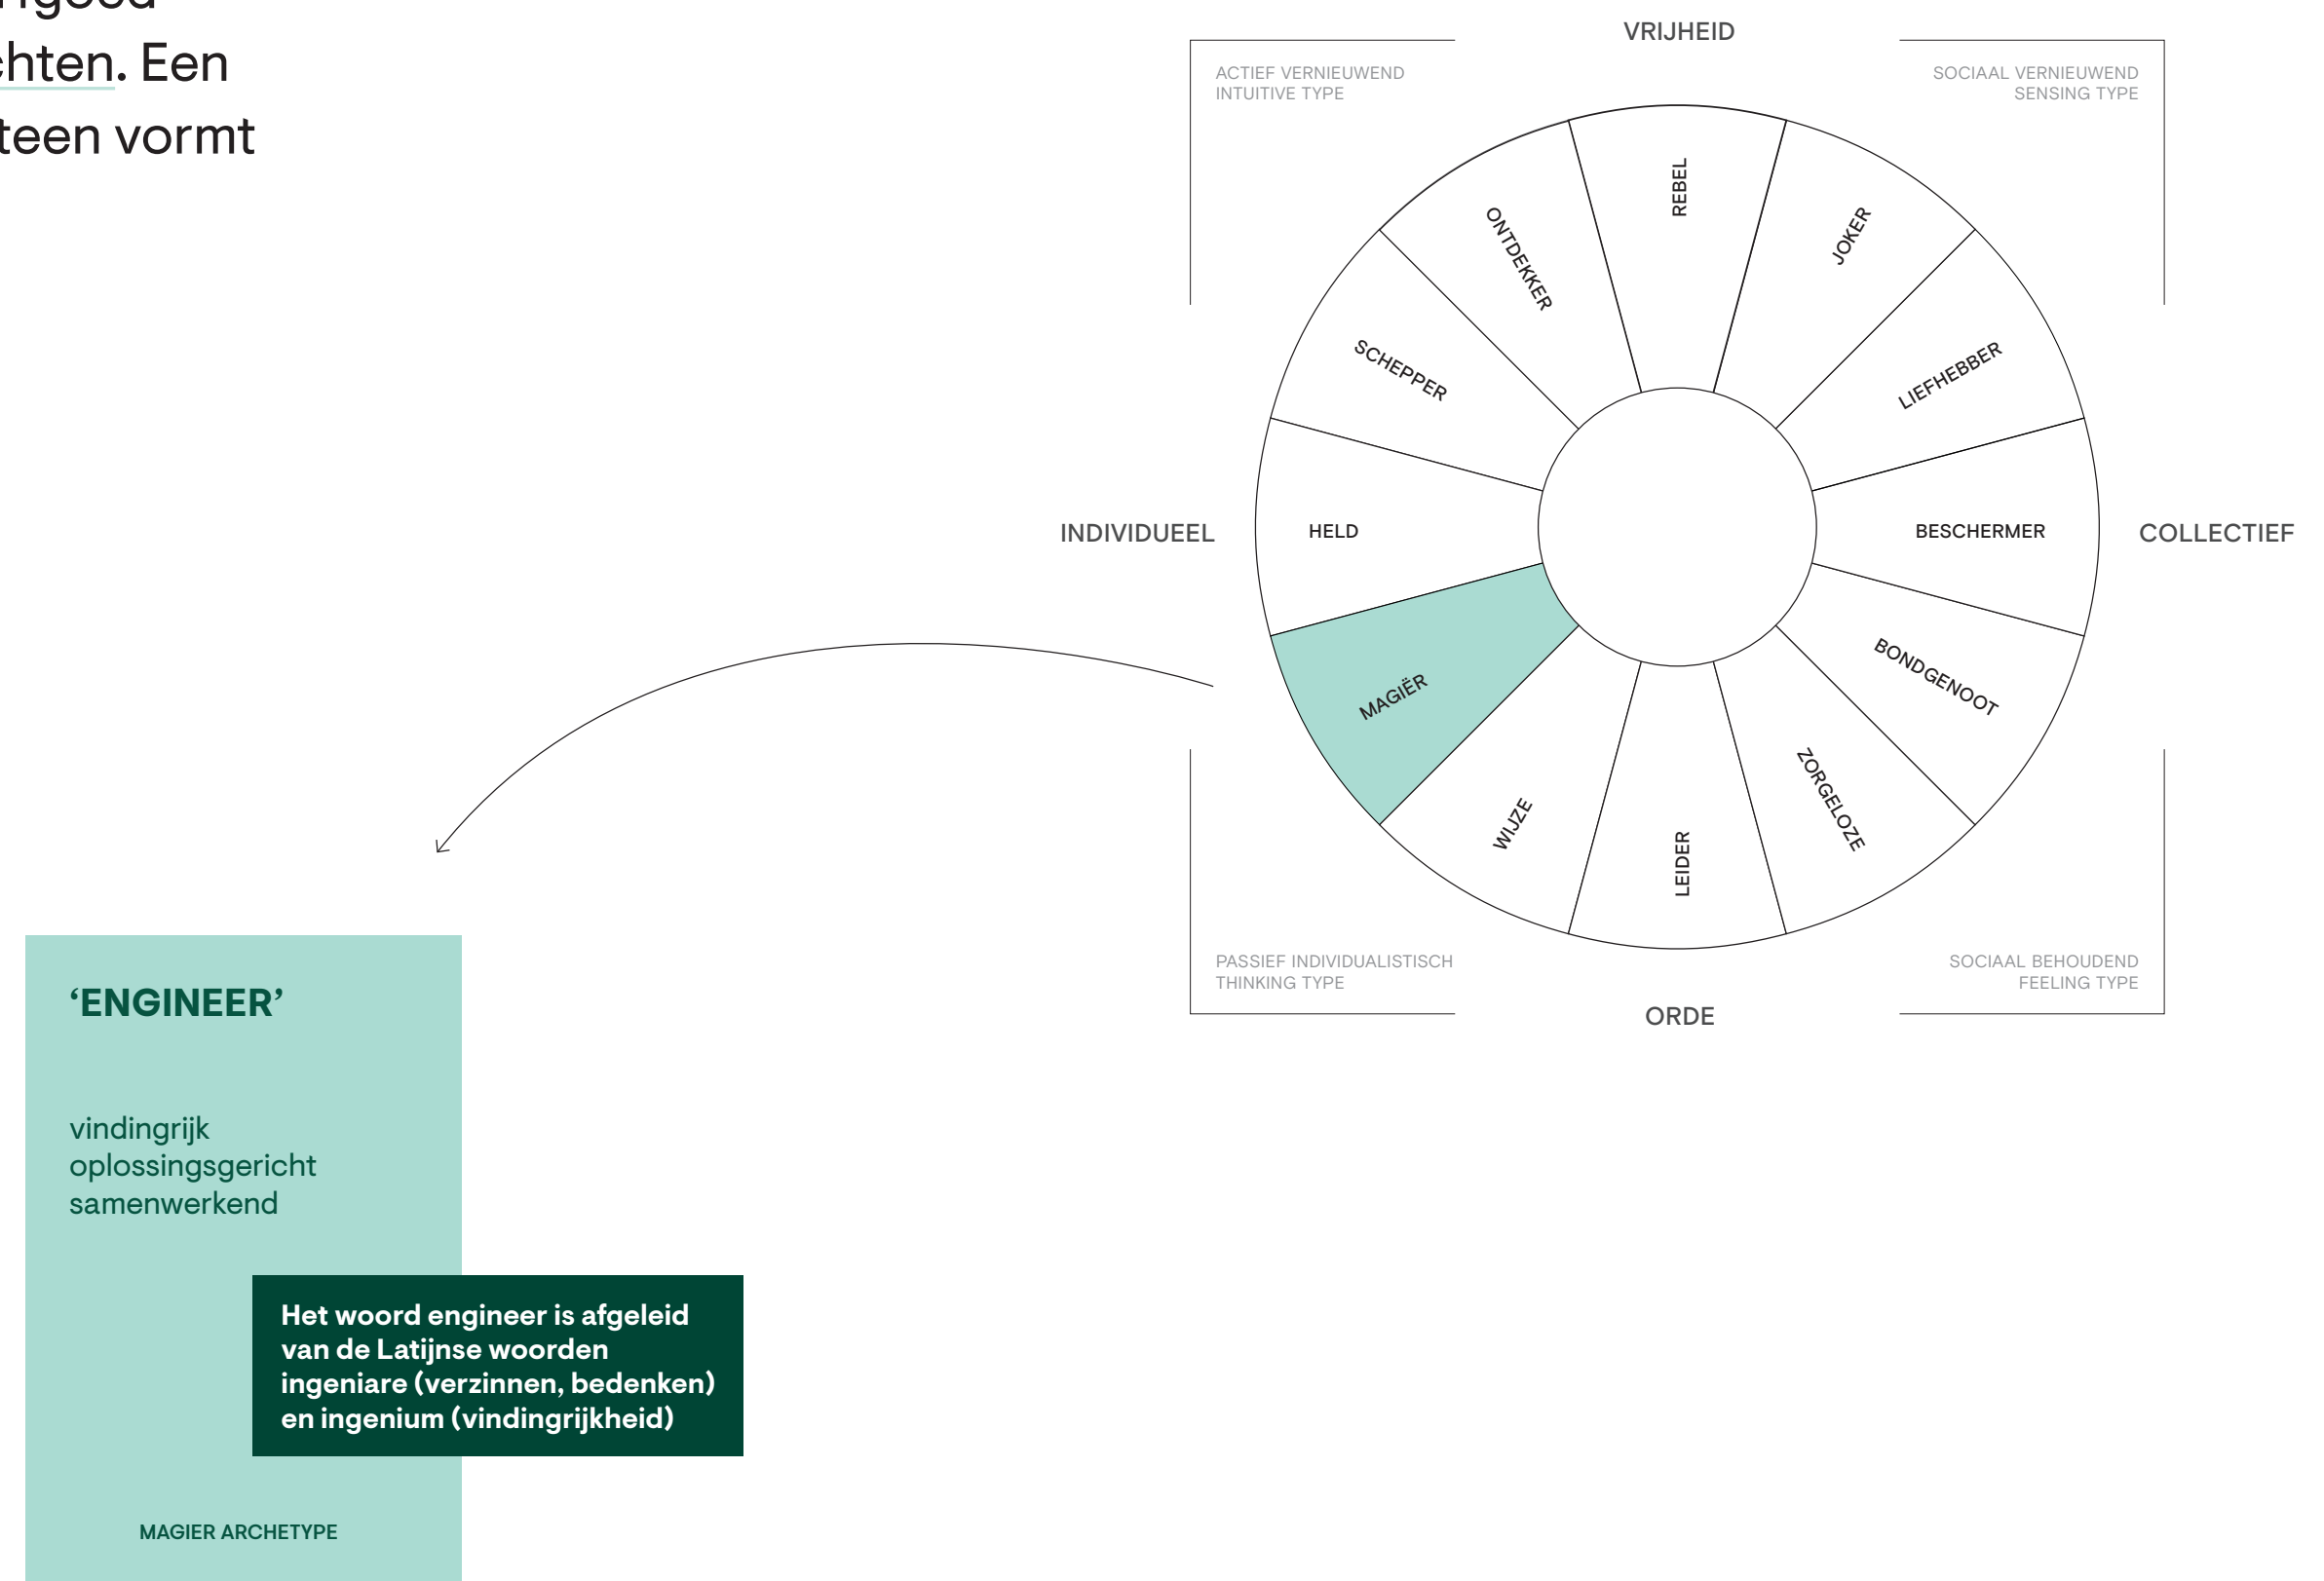 chten. Een
teen vormt
VRIJHEID
ACTIEF VERNIEUWEND
INTUITIVE TYPE
SOCIAAL VERNIEUWEND
SENSING TYPE
REBEL
JOKER
LIEFHEBBER
BESCHERMER
BONDGENOOT
ZORGELOZE
LEIDER
WIJZE
MAGIËR
HELD
SCHEPPER
ONTDEKKER
INDIVIDUEEL
COLLECTIEF
PASSIEF INDIVIDUALISTISCH
THINKING TYPE
SOCIAAL BEHOUDEND
FEELING TYPE
ORDE
‘ENGINEER’
vindingrijk
oplossingsgericht
samenwerkend
Het woord engineer is afgeleid
van de Latijnse woorden
ingeniare (verzinnen, bedenken)
en ingenium (vindingrijkheid)
MAGIER ARCHETYPE